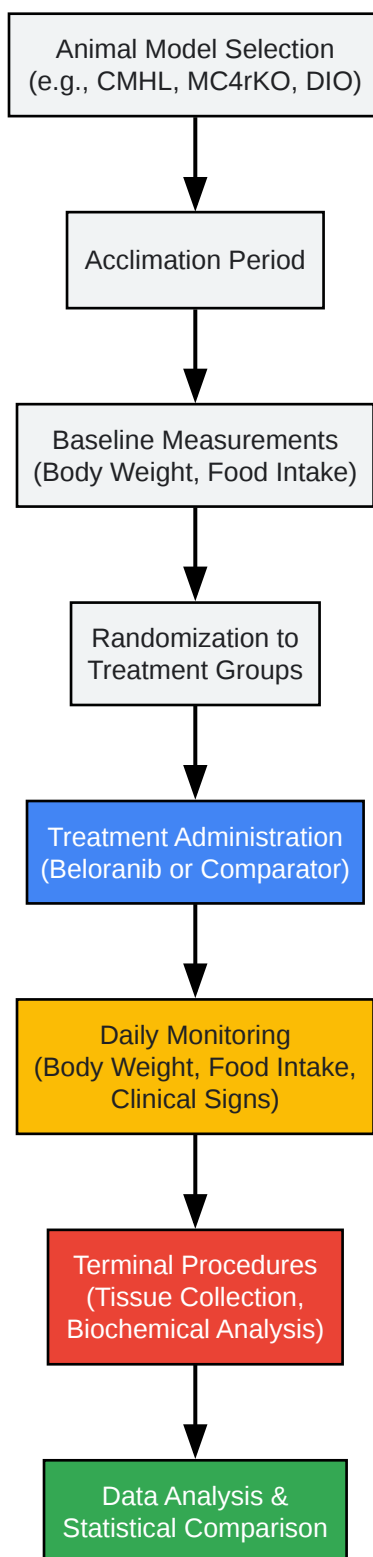 Animal Model Selection
(e.g., CMHL, MC4rKO, DIO)
Acclimation Period
Baseline Measurements
(Body Weight, Food Intake)
Randomization to
Treatment Groups
Treatment Administration
(Beloranib or Comparator)
Daily Monitoring
(Body Weight, Food Intake,
Clinical Signs)
Terminal Procedures
(Tissue Collection,
Biochemical Analysis)
Data Analysis &
Statistical Comparison